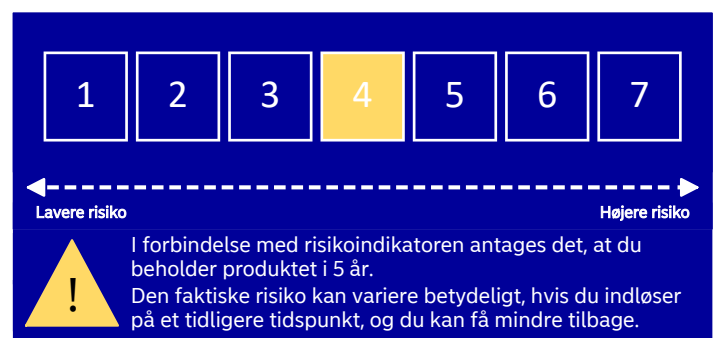 1 2 3 4 5 6 7
Lavere risiko Højere risiko
I forbindelse med risikoindikatoren antages det, at du
beholder produktet i 5 år.
!
Den faktiske risiko kan variere betydeligt, hvis du indløser
på et tidligere tidspunkt, og du kan få mindre tilbage.